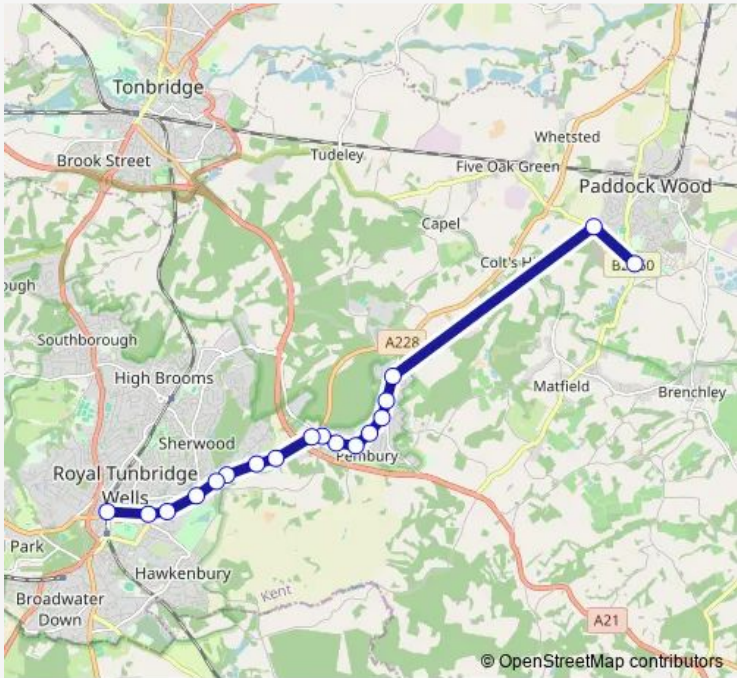 Tonbridge
Whetsted
Brook Street
Tudeley
Five Oak Green
Paddock Wood
Capel
Colt's H
ough
A228
Southborough
High Brooms
Matfield
Brenchley
Sherwood
Royal Tunbridge
Wells
Pembury
Park
Hawkenbury
Kent
Broadwater
Down
A21
© OpenStreetMap contributors